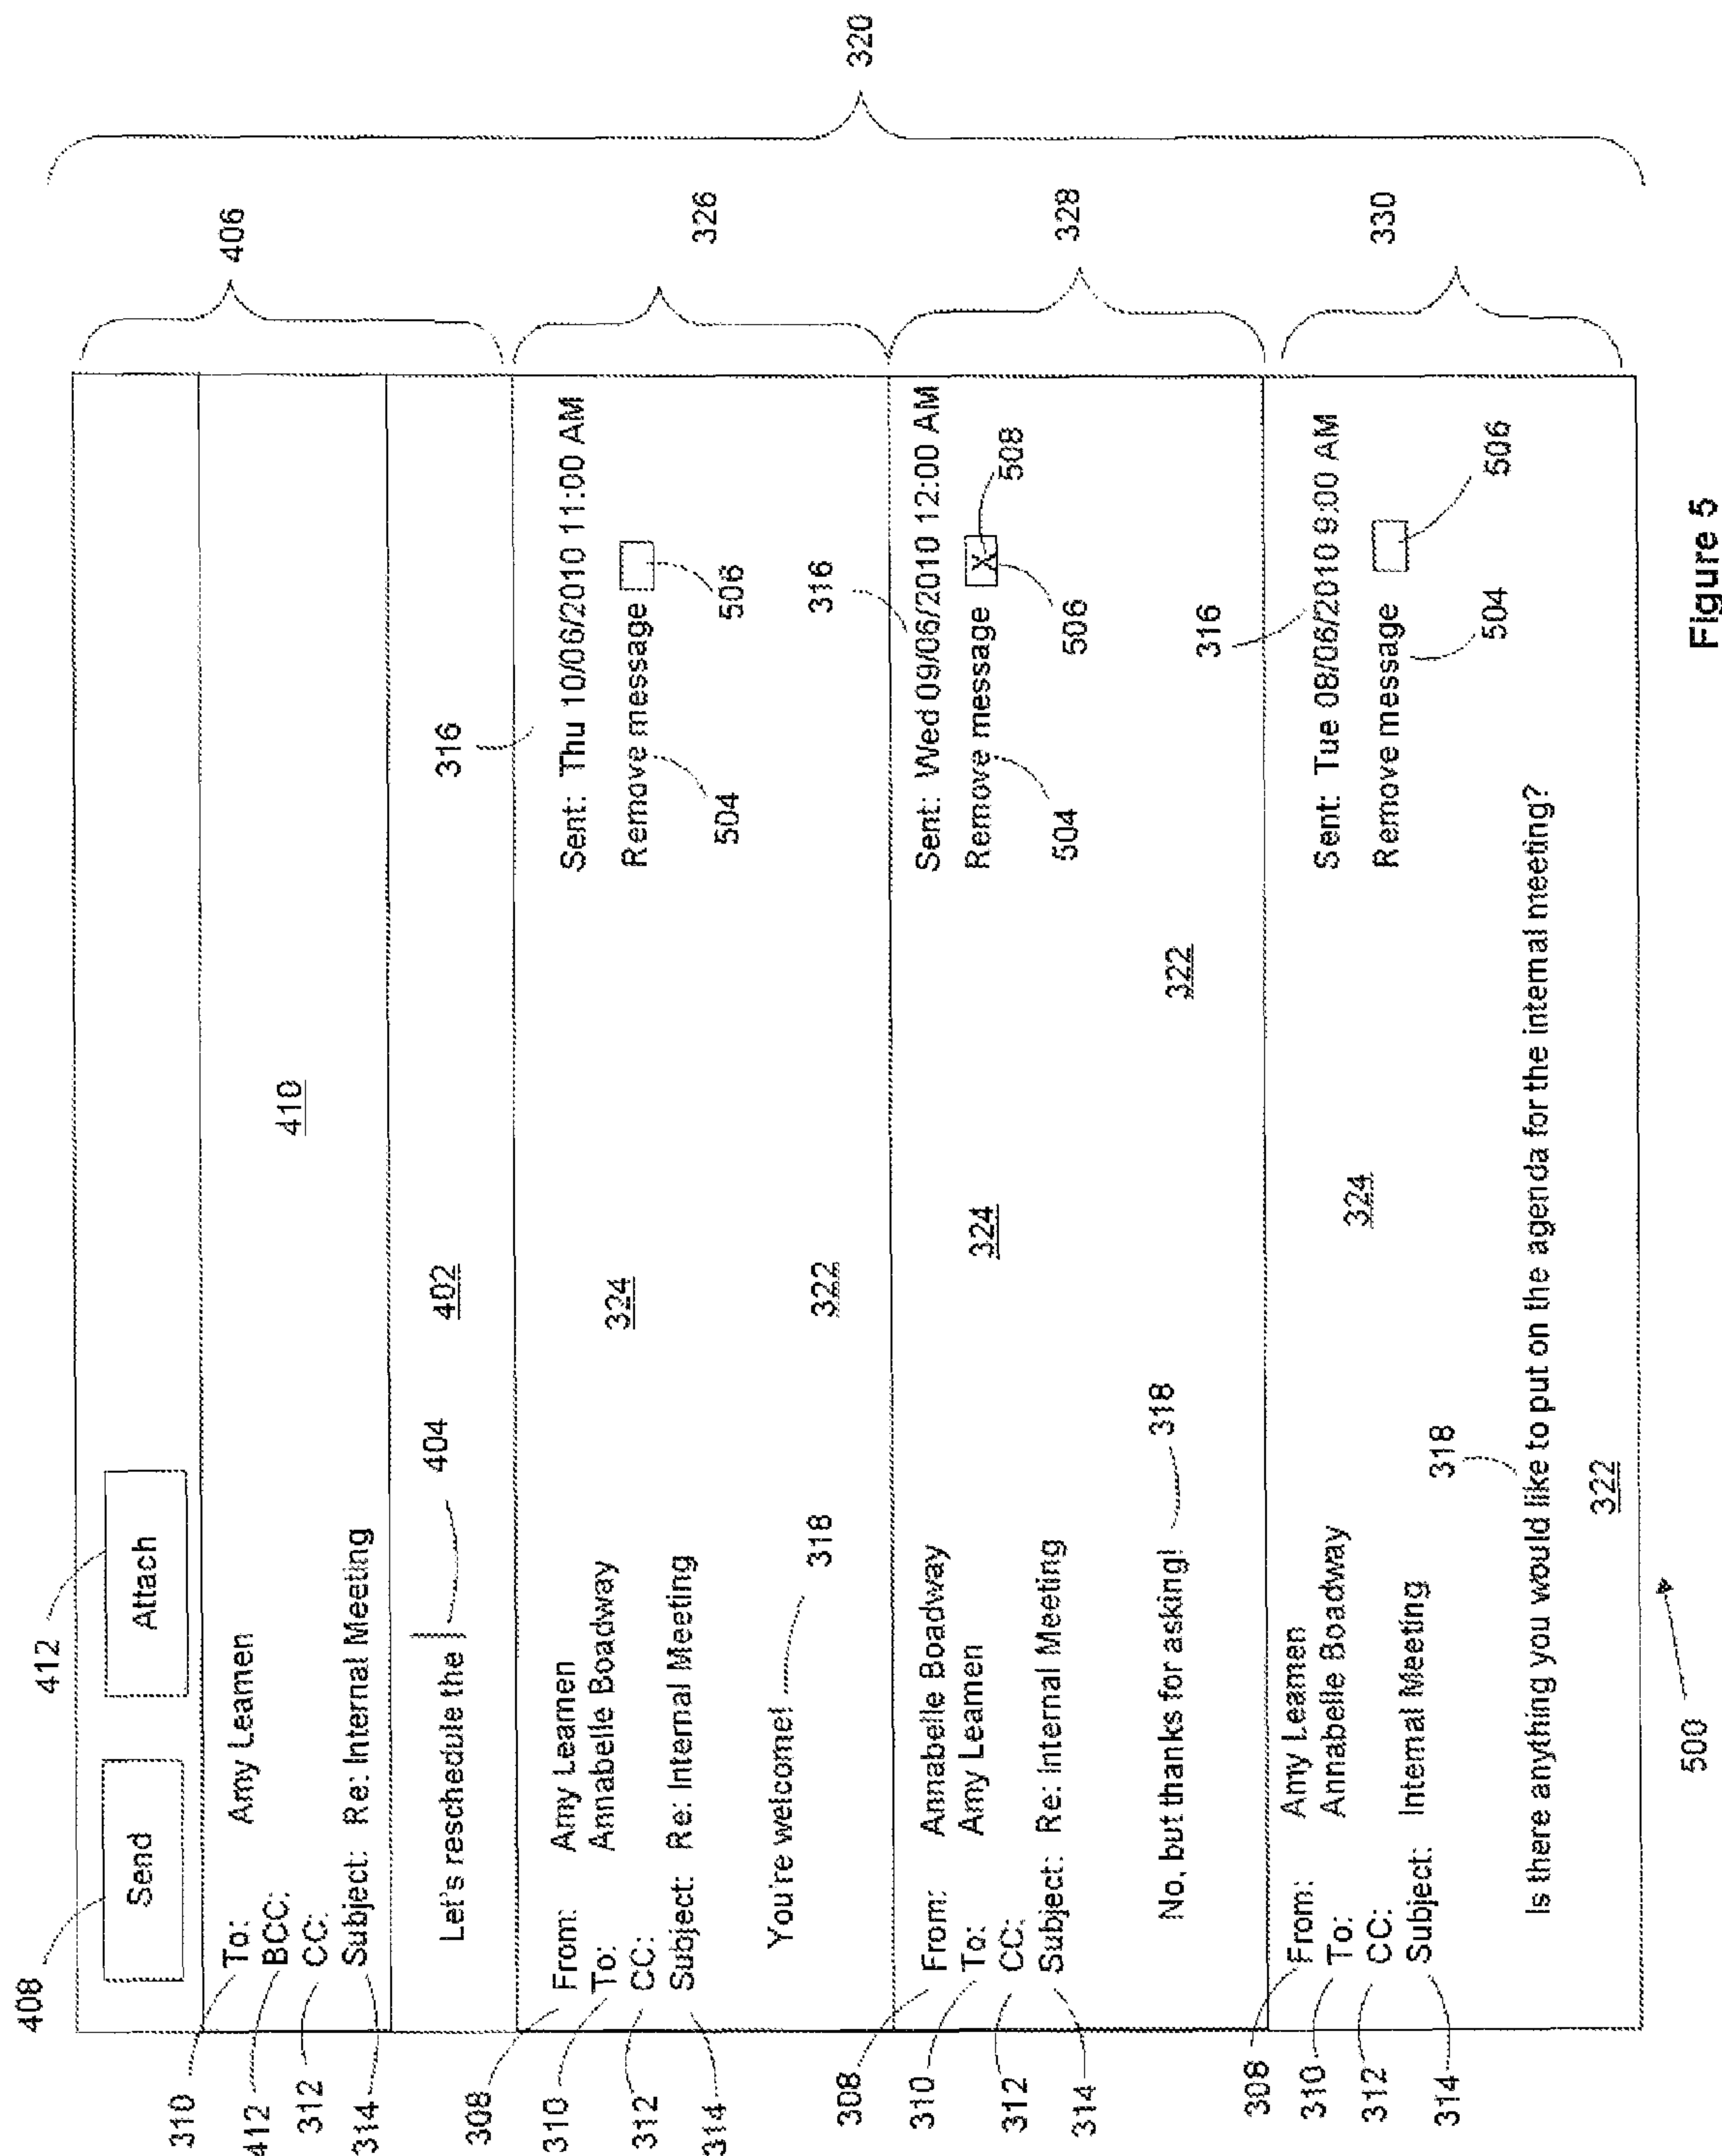 408
412
Send
Attach
310
To: Amy Leamen
412
BCC:
410
312
CC:
314
Subject: Re: Internal Meeting
406
404
316
Let's reschedule the
402
308
From: Amy Leamen
Sent: Thu 10/06/2010 11:00 AM
310
To: Annabelle Boadway
324
312
CC:
Remove message
326
314
Subject: Re: Internal Meeting
504
506
You're welcome!
318
322
316
308
From: Annabelle Boadway
Sent: Wed 09/06/2010 12:00 AM
310
To: Amy Leamen
324
Remove message
X
508
312
CC:
328
314
Subject: Re: Internal Meeting
504
506
No, but thanks for asking!
318
322
316
308
From: Amy Leamen
Sent: Tue 08/06/2010 9:00 AM
310
To: Annabelle Boadway
324
312
CC:
Remove message
330
314
Subject: Internal Meeting
504
506
318
Is there anything you would like to put on the agenda for the internal meeting?
322
320
500
Figure 5